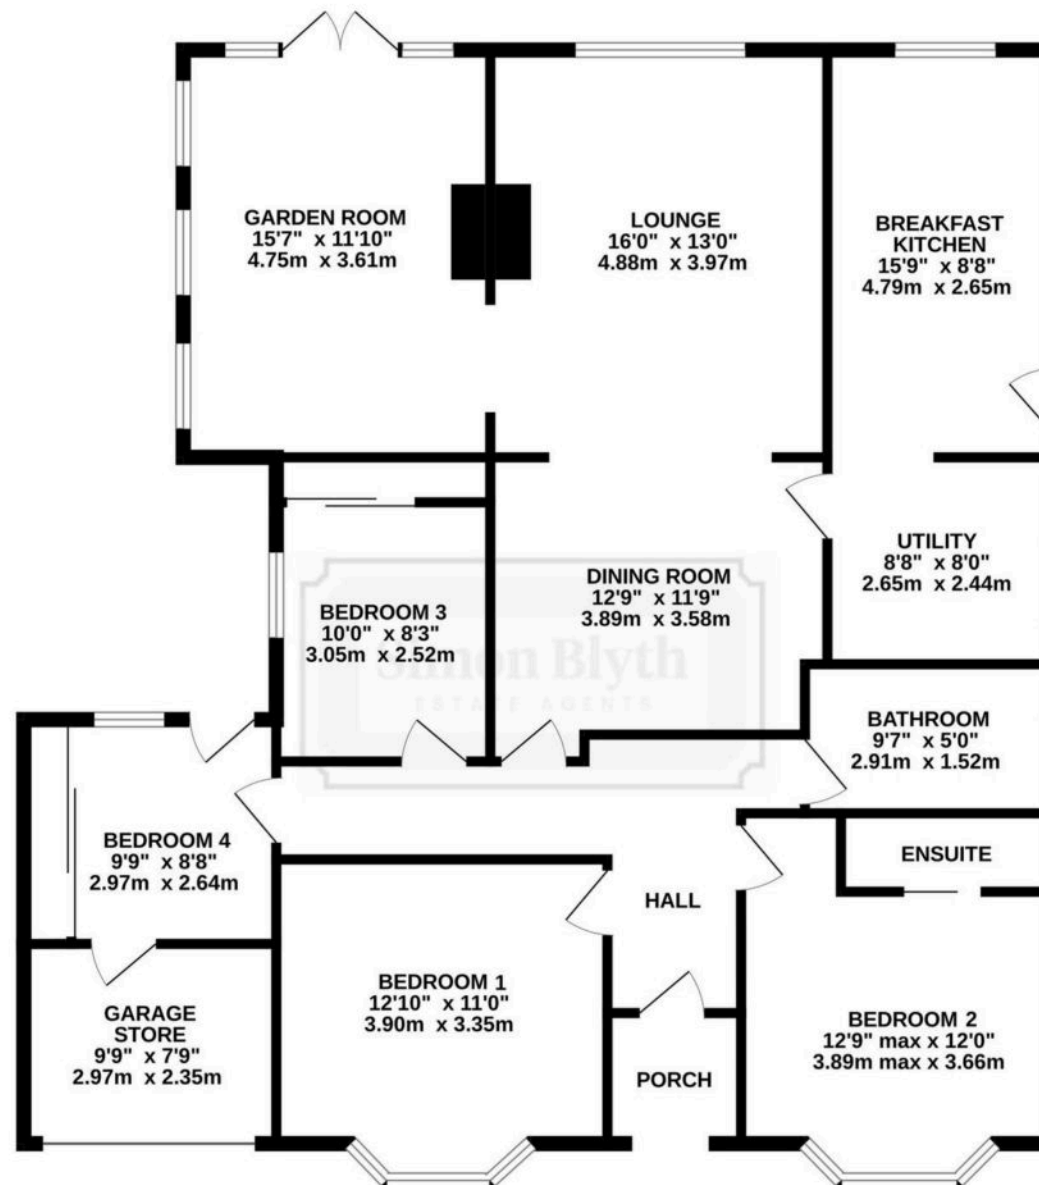 GARDEN ROOM
15'7" x 11'10"
4.75m x 3.61m
LOUNGE
16'0" x 13'0"
4.88m x 3.97m
BREAKFAST
KITCHEN
15'9" x 8'8"
4.79m x 2.65m
UTILITY
8'8" x 8'0"
2.65m x 2.44m
DINING ROOM
12'9" x 11'9"
3.89m x 3.58m
BEDROOM 3
10'0" x 8'3"
3.05m x 2.52m
Simon Blyth
ESTATE AGENTS
BATHROOM
9'7" x 5'0"
2.91m x 1.52m
BEDROOM 4
9'9" x 8'8"
2.97m x 2.64m
ENSUITE
HALL
BEDROOM 1
12'10" x 11'0"
3.90m x 3.35m
GARAGE
STORE
9'9" x 7'9"
2.97m x 2.35m
PORCH
BEDROOM 2
12'9" max x 12'0"
3.89m max x 3.66m